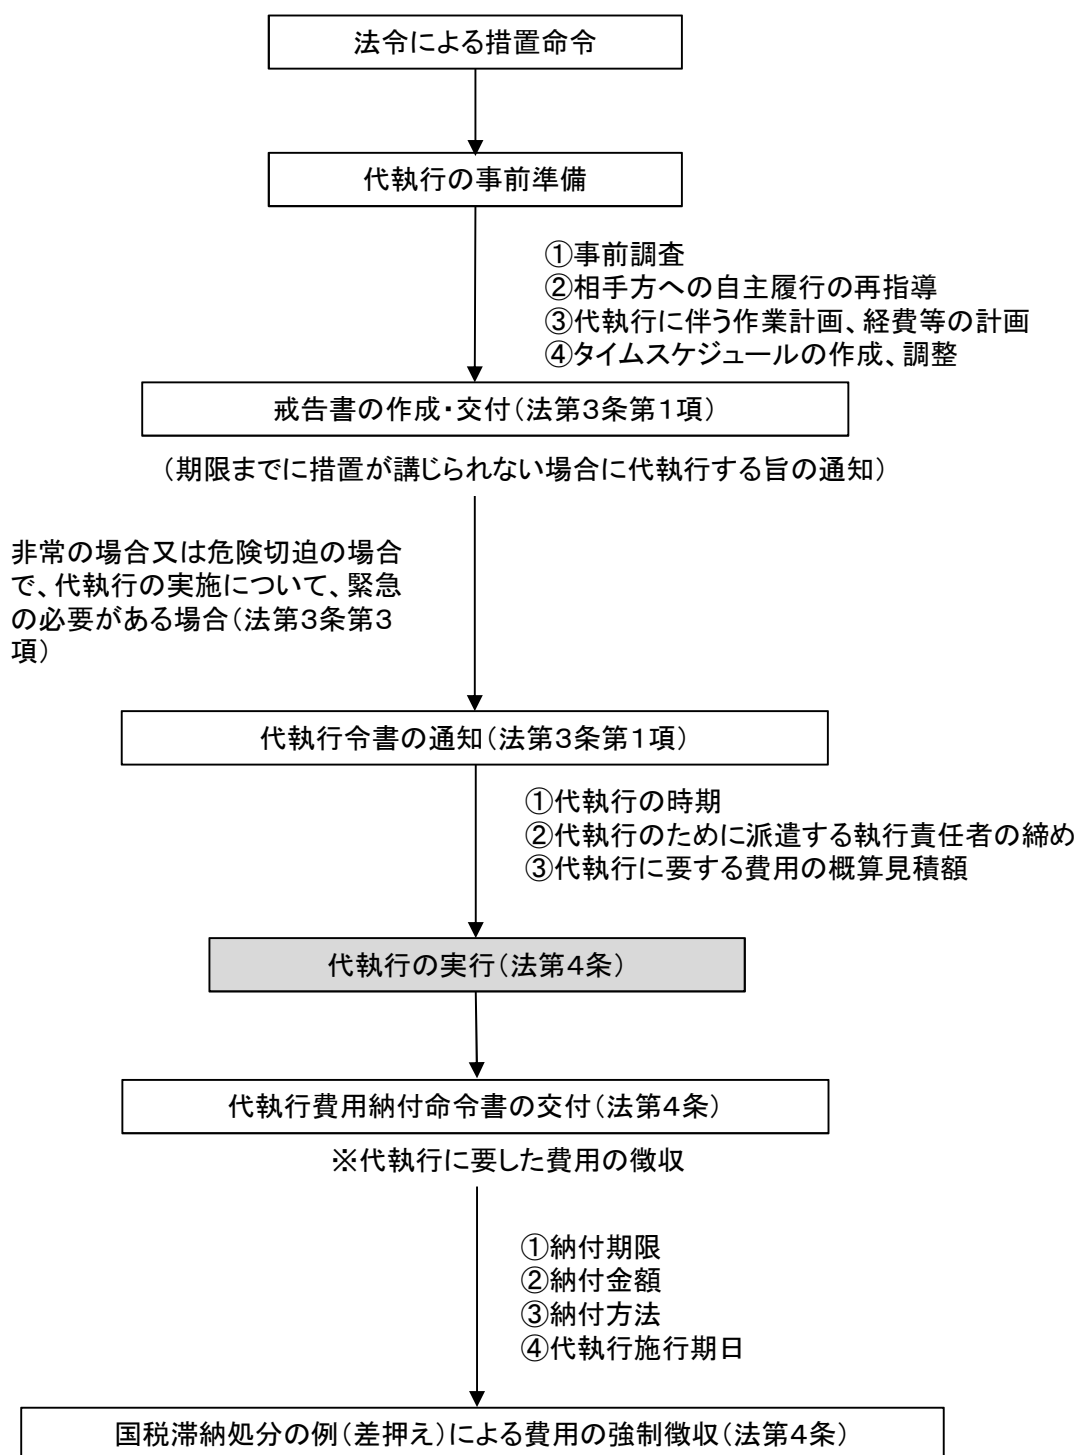 法令による措置命令
代執行の事前準備
①事前調査
②相手方への自主履行の再指導
③代執行に伴う作業計画、経費等の計画
④タイムスケジュールの作成、調整
戒告書の作成・交付（法第３条第１項）
（期限までに措置が講じられない場合に代執行する旨の通知）
非常の場合又は危険切迫の場合
で、代執行の実施について、緊急
の必要がある場合（法第３条第３
項）
代執行令書の通知（法第３条第１項）
①代執行の時期
②代執行のために派遣する執行責任者の締め
③代執行に要する費用の概算見積額
代執行の実行（法第４条）
代執行費用納付命令書の交付（法第４条）
※代執行に要した費用の徴収
①納付期限
②納付金額
③納付方法
④代執行施行期日
国税滞納処分の例（差押え）による費用の強制徴収（法第４条）